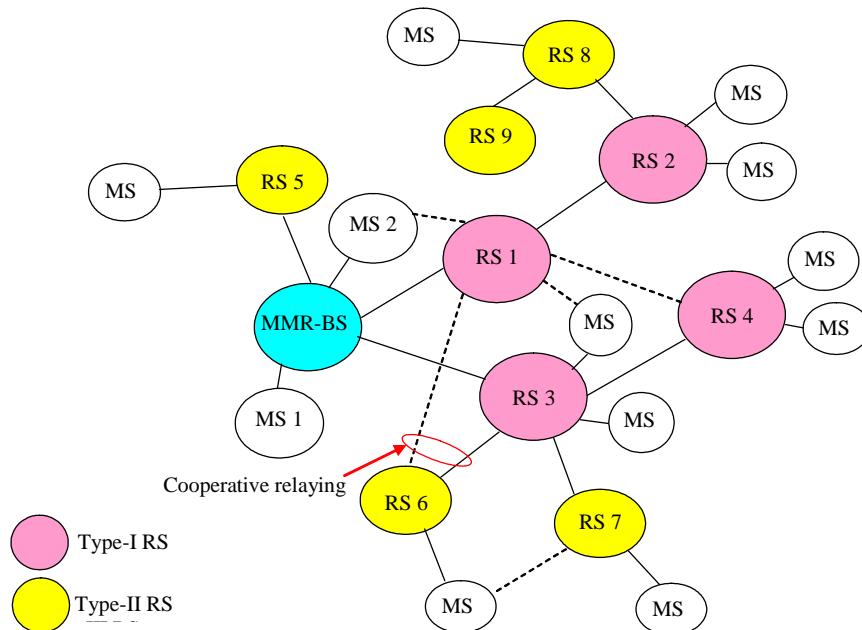 MS
RS 8
MS
RS 9
RS 2
MS
MS
RS 5
MS 2
RS 1
MS
MMR-BS
MS
RS 4
MS
RS 3
MS 1
MS
Cooperative relaying
RS 6
RS 7
Type-I RS
MS
MS
Type-II RS